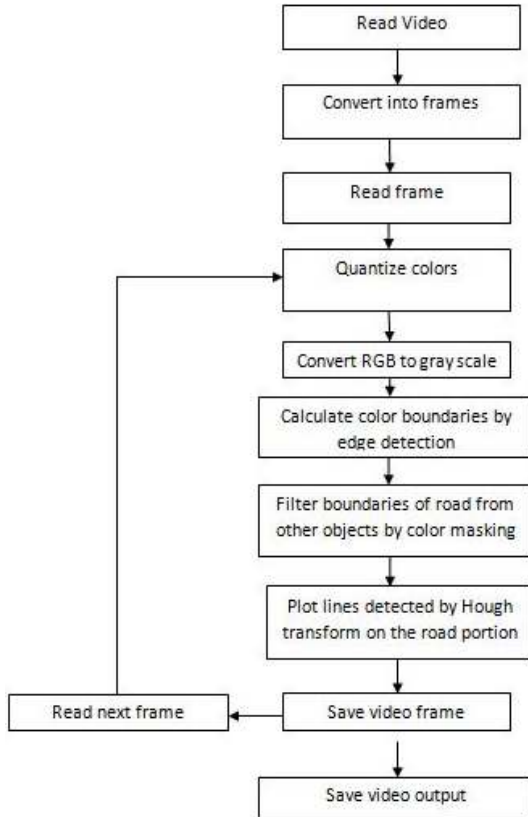 Read Video
Convert into frames
Read frame
Quantize colors
Convert RGB to gray scale
Calculate color boundaries by
edge detection
Filter boundaries of road from
other objects by color masking
Plot lines detected by Hough
transform on the road portion
Read next frame
Save video frame
Save video output